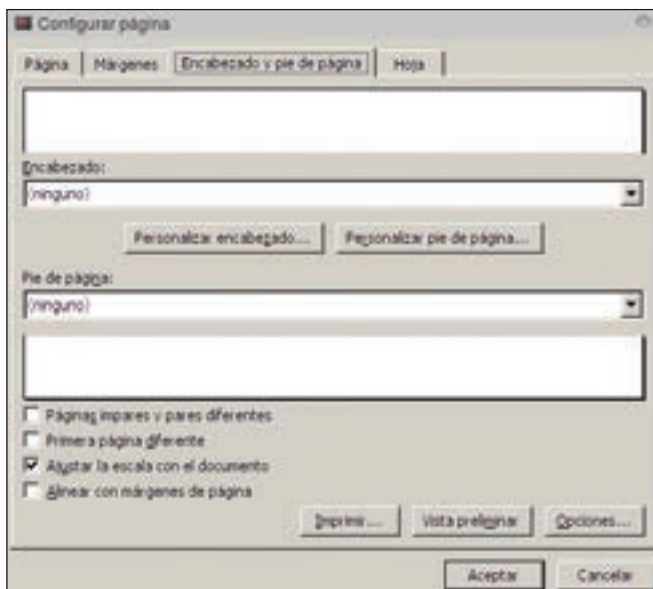 Configurar página
Página Márgenes Encabezado y pie de página Hoja
Encabezado:
(ninguno)
Personalizar encabezado... Personalizar pie de página...
Pie de página:
(ninguno)
Páginas impares y pares diferentes
Primera página diferente
Ajustar la escala con el documento
Alinear con márgenes de página
Imprimir... Vista preliminar Opciones...
Aceptar Cancelar